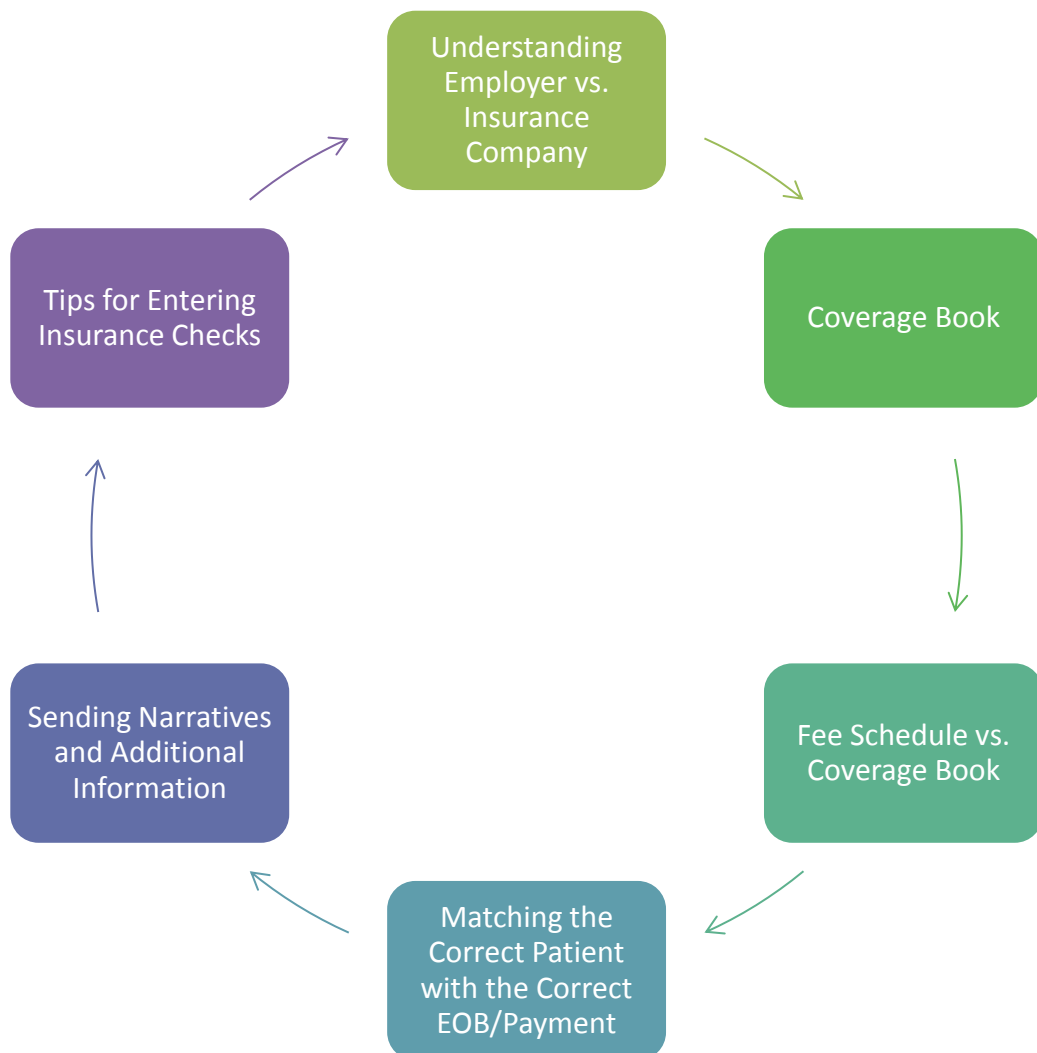 Understanding
Employer vs.
Insurance
Company
Coverage Book
Fee Schedule vs.
Coverage Book
Matching the
Correct Patient
with the Correct
EOB/Payment
Sending Narratives
and Additional
Information
Tips for Entering
Insurance Checks